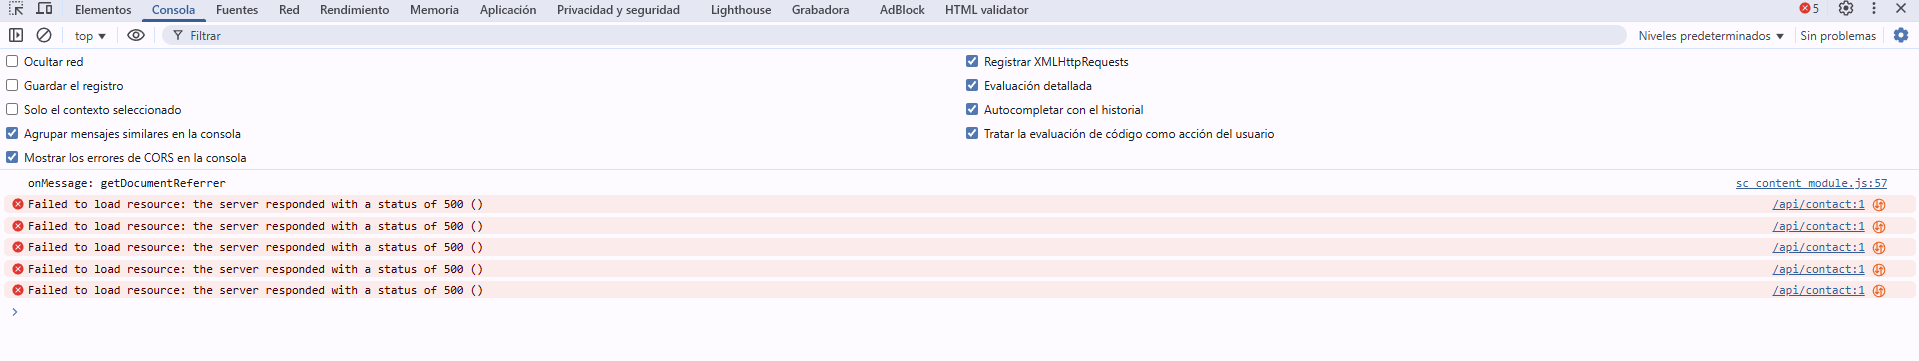 Elementos Consola Fuentes Red Rendimiento Memoria Aplicación Privacidad y seguridad Lighthouse Grabadora AdBlock HTML validator 5
top Filtrar Niveles predeterminados Sin problemas
Ocultar red
Guardar el registro
Solo el contexto seleccionado
Agrupar mensajes similares en la consola
Mostrar los errores de CORS en la consola
Registrar XMLHttpRequests
Evaluación detallada
Autocompletar con el historial
Tratar la evaluación de código como acción del usuario
onMessage: getDocumentReferrer sc_content_module.js:57
Failed to load resource: the server responded with a status of 500 () /api/contact:1
Failed to load resource: the server responded with a status of 500 () /api/contact:1
Failed to load resource: the server responded with a status of 500 () /api/contact:1
Failed to load resource: the server responded with a status of 500 () /api/contact:1
Failed to load resource: the server responded with a status of 500 () /api/contact:1